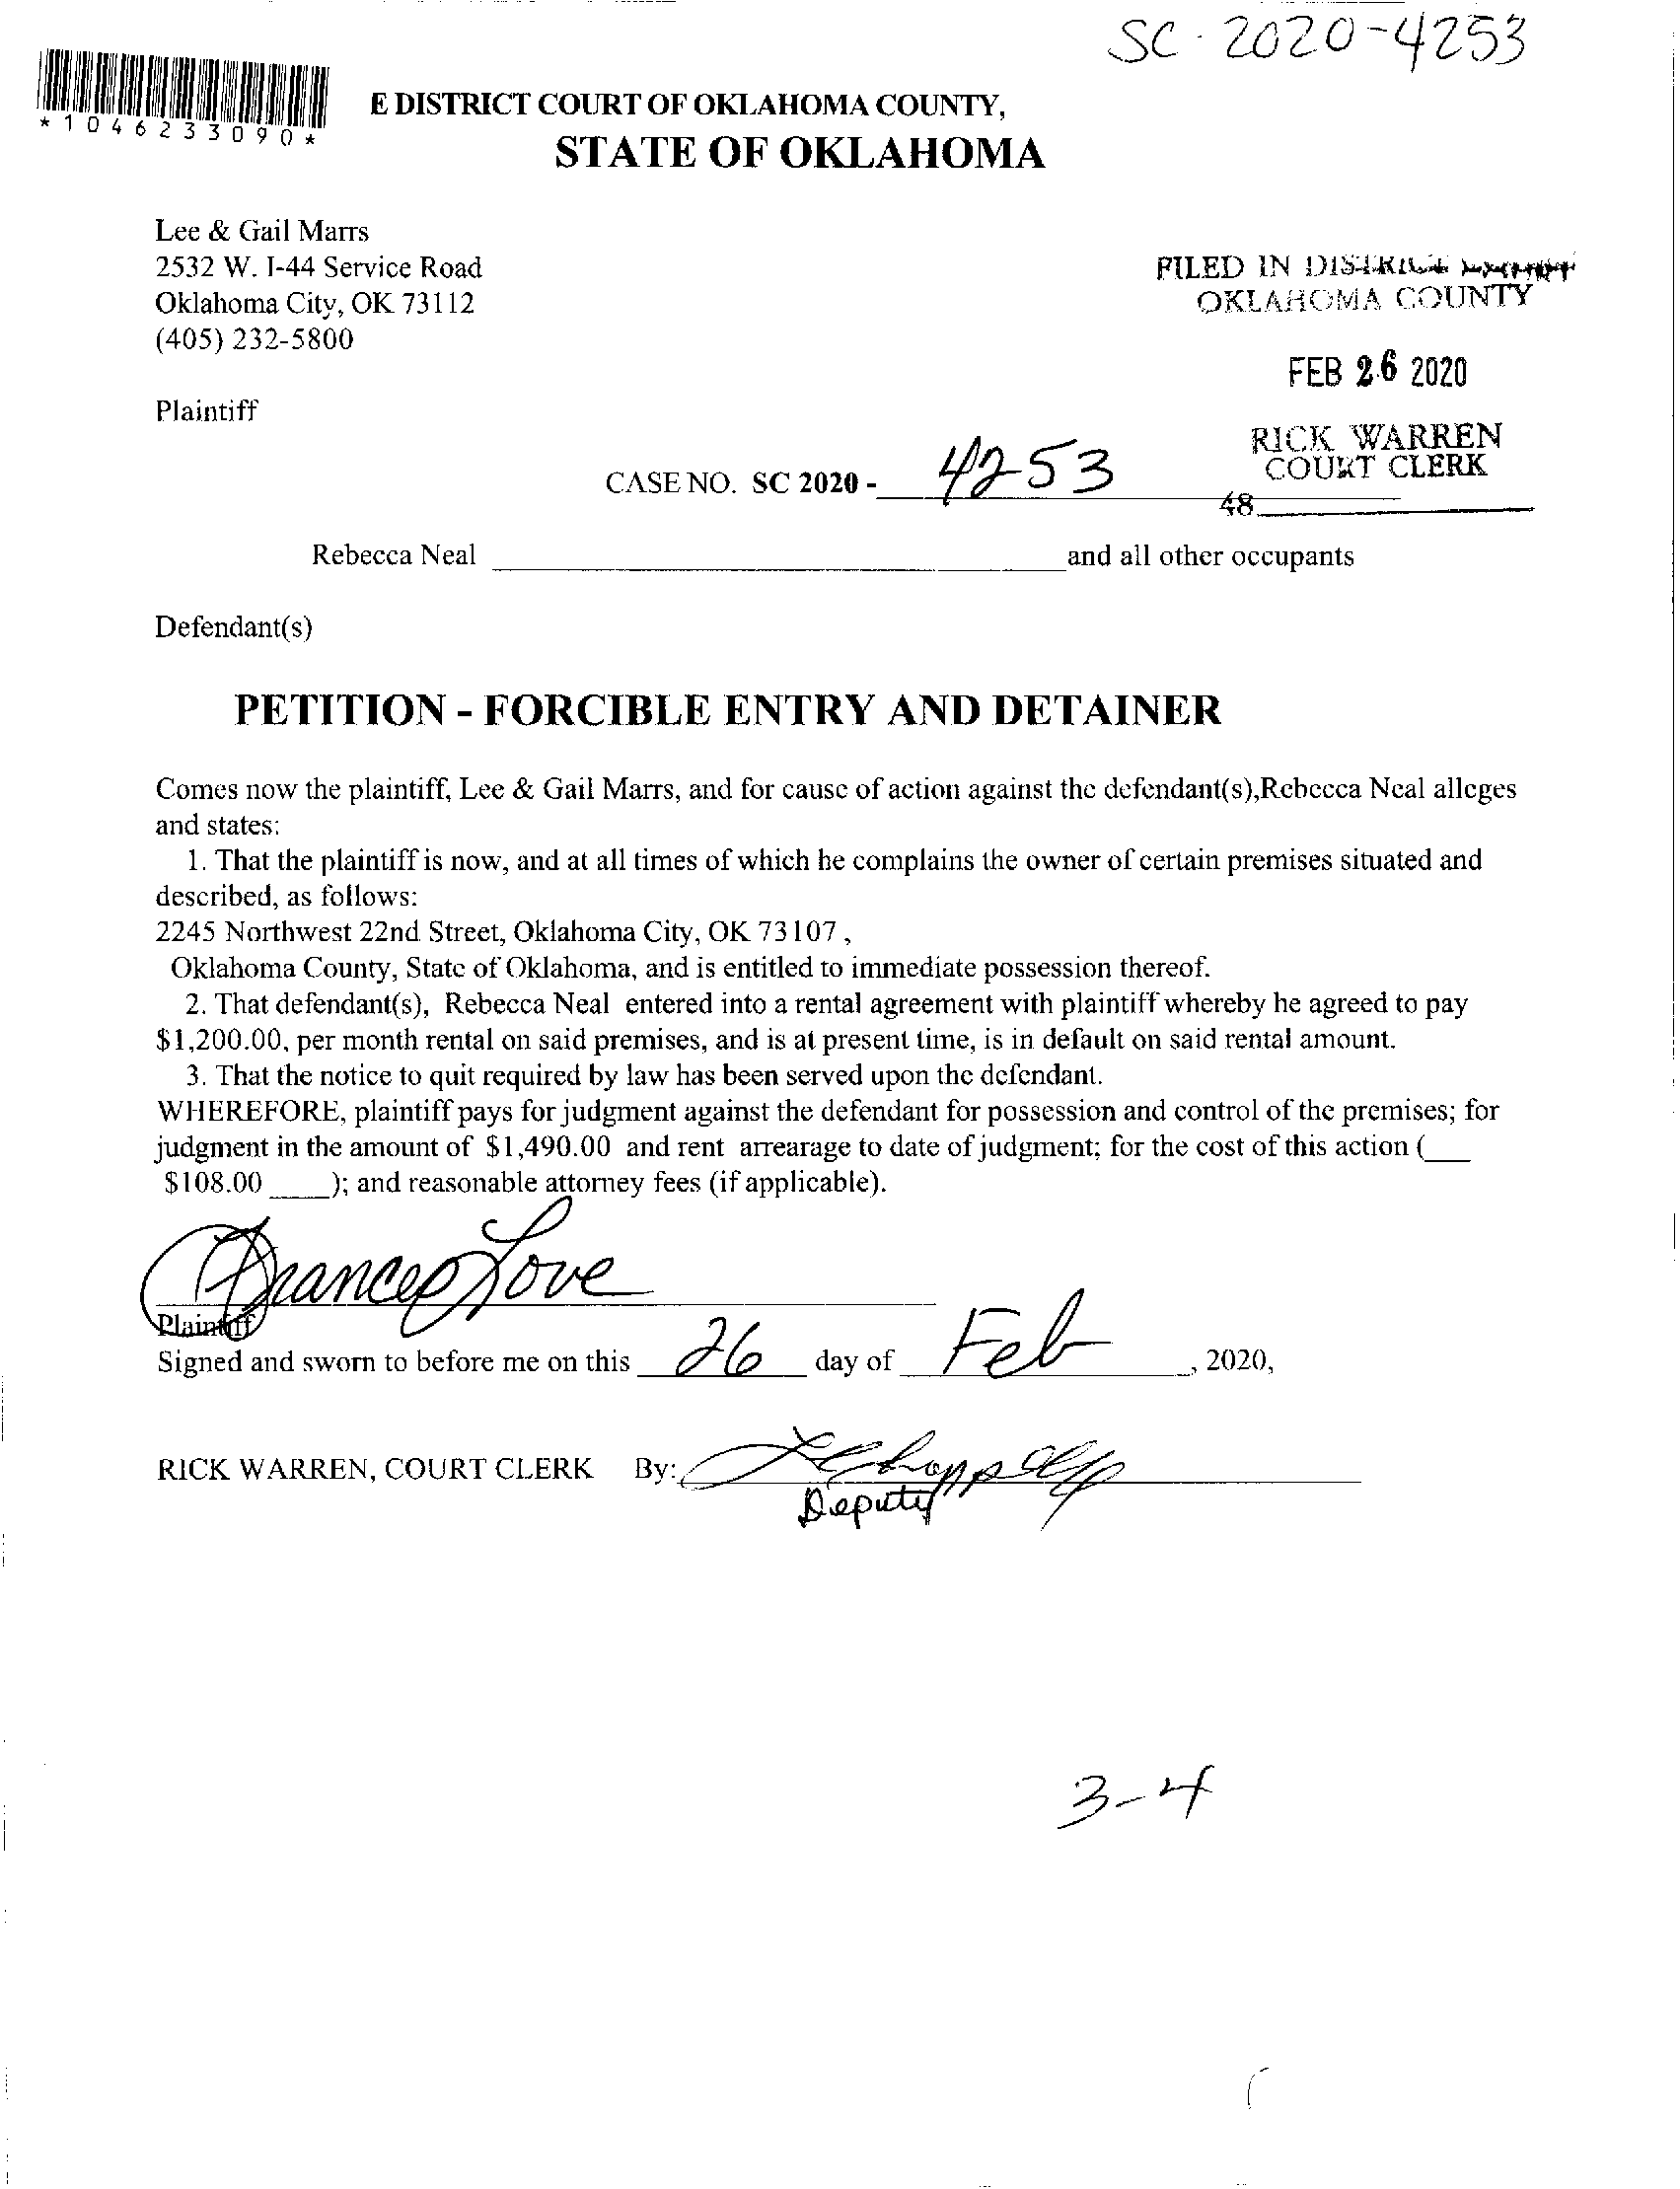 SC-2020-4253
*1046233090*
E DISTRICT COURT OF OKLAHOMA COUNTY,
STATE OF OKLAHOMA
Lee & Gail Marrs
2532 W. I-44 Service Road
Oklahoma City, OK 73112
(405) 232-5800
FILED IN DISTRICT
OKLAHOMA COUNTY
FEB 26 2020
Plaintiff
RICK WARREN
COURT CLERK
CASE NO. SC 2020 - 4253
48
Rebecca Neal and all other occupants
Defendant(s)
PETITION - FORCIBLE ENTRY AND DETAINER
Comes now the plaintiff, Lee & Gail Marrs, and for cause of action against the defendant(s),Rebecca Neal alleges
and states:
1. That the plaintiff is now, and at all times of which he complains the owner of certain premises situated and
described, as follows:
2245 Northwest 22nd Street, Oklahoma City, OK 73107 ,
Oklahoma County, State of Oklahoma, and is entitled to immediate possession thereof.
2. That defendant(s), Rebecca Neal entered into a rental agreement with plaintiff whereby he agreed to pay
$1,200.00, per month rental on said premises, and is at present time, is in default on said rental amount.
3. That the notice to quit required by law has been served upon the defendant.
WHEREFORE, plaintiff pays for judgment against the defendant for possession and control of the premises; for
judgment in the amount of $1,490.00 and rent arrearage to date of judgment; for the cost of this action (__
$108.00 ___); and reasonable attorney fees (if applicable).
Frances Love
Plaintiff
Signed and sworn to before me on this 26 day of Feb, 2020,
RICK WARREN, COURT CLERK By:
Deputy
3-4